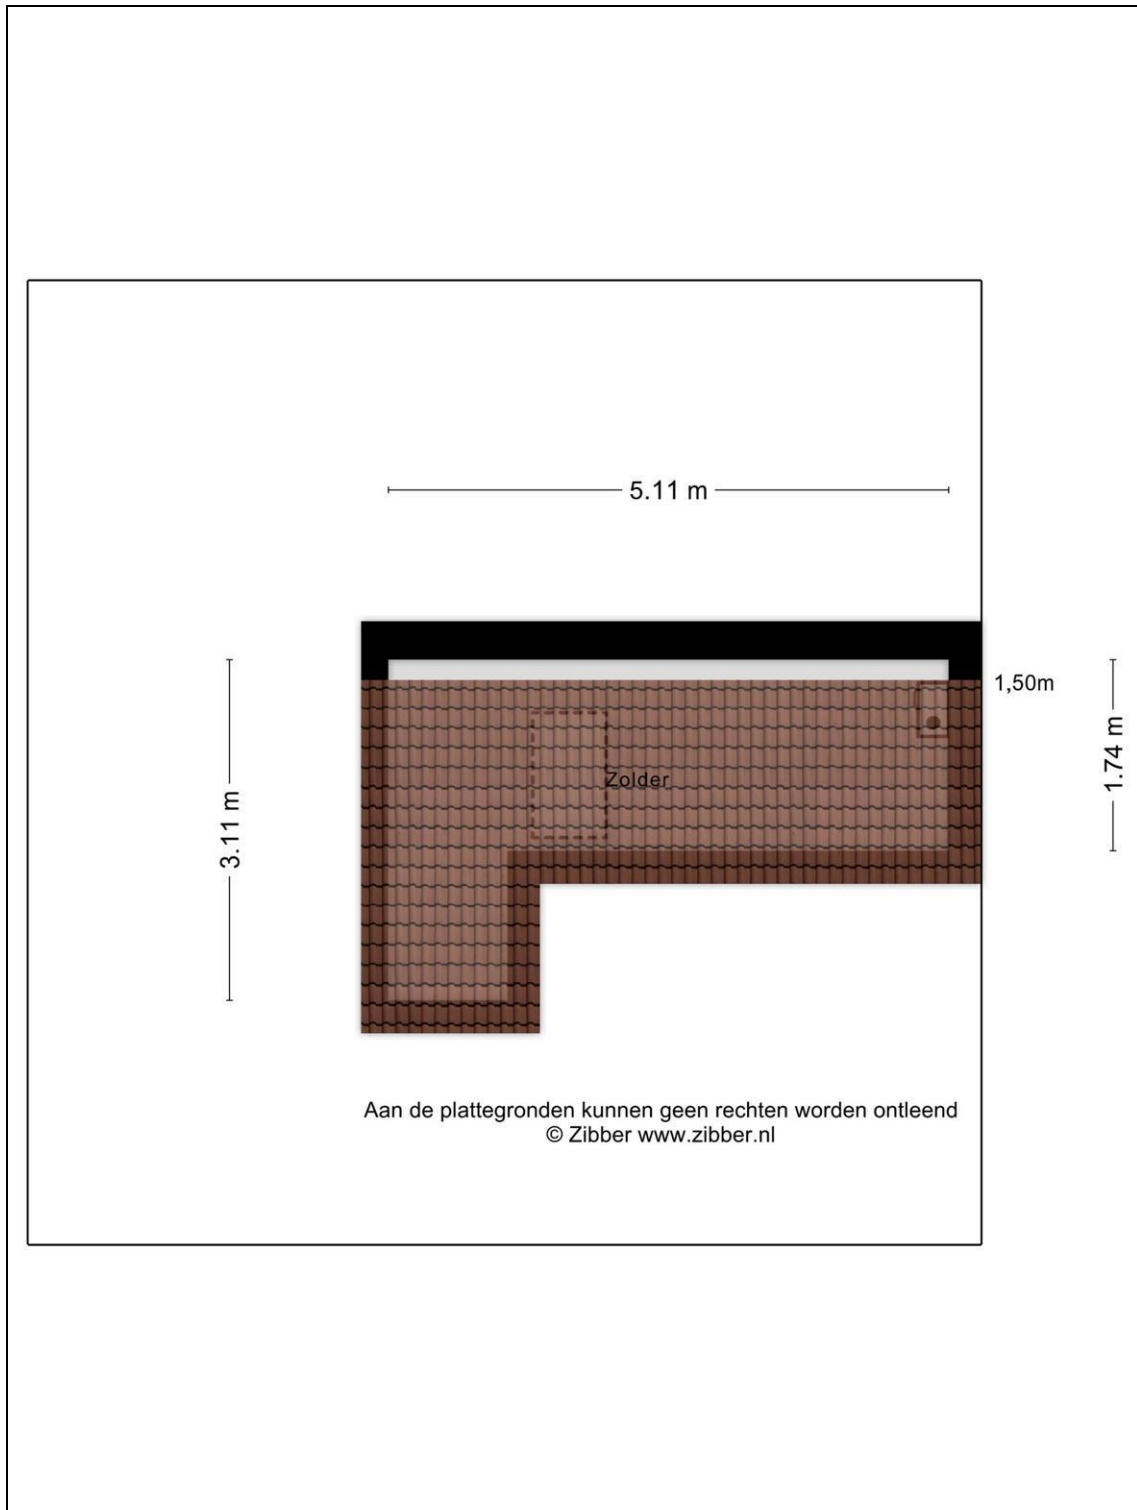 5.11 m
1,50m
1.74 m
Zolder
3.11 m
Aan de plattegronden kunnen geen rechten worden ontleend
© Zibber www.zibber.nl